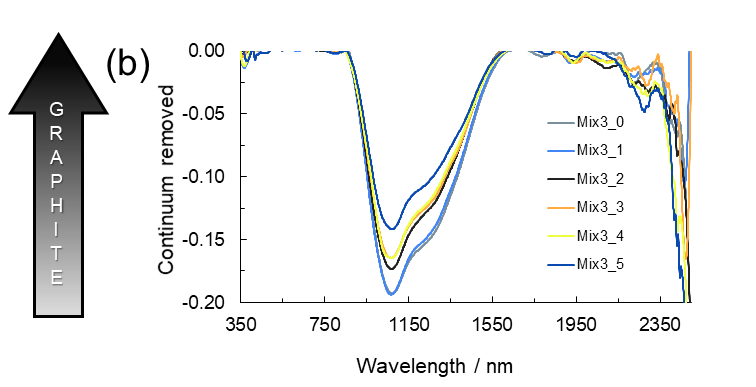 GRAPHITE
(b)
Continuum removed
0.00
-0.05
-0.10
-0.15
-0.20
350 750 1150 1550 1950 2350
Wavelength / nm
Mix3_0
Mix3_1
Mix3_2
Mix3_3
Mix3_4
Mix3_5